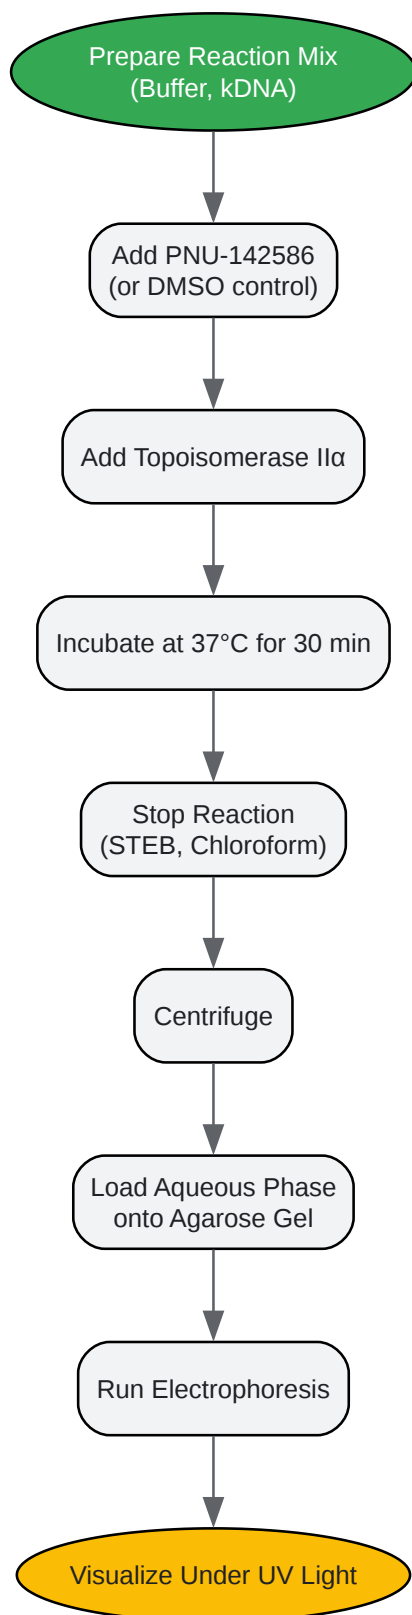 Prepare Reaction Mix
(Buffer, kDNA)
Add PNU-142586
(or DMSO control)
Add Topoisomerase IIα
Incubate at 37°C for 30 min
Stop Reaction
(STEB, Chloroform)
Centrifuge
Load Aqueous Phase
onto Agarose Gel
Run Electrophoresis
Visualize Under UV Light